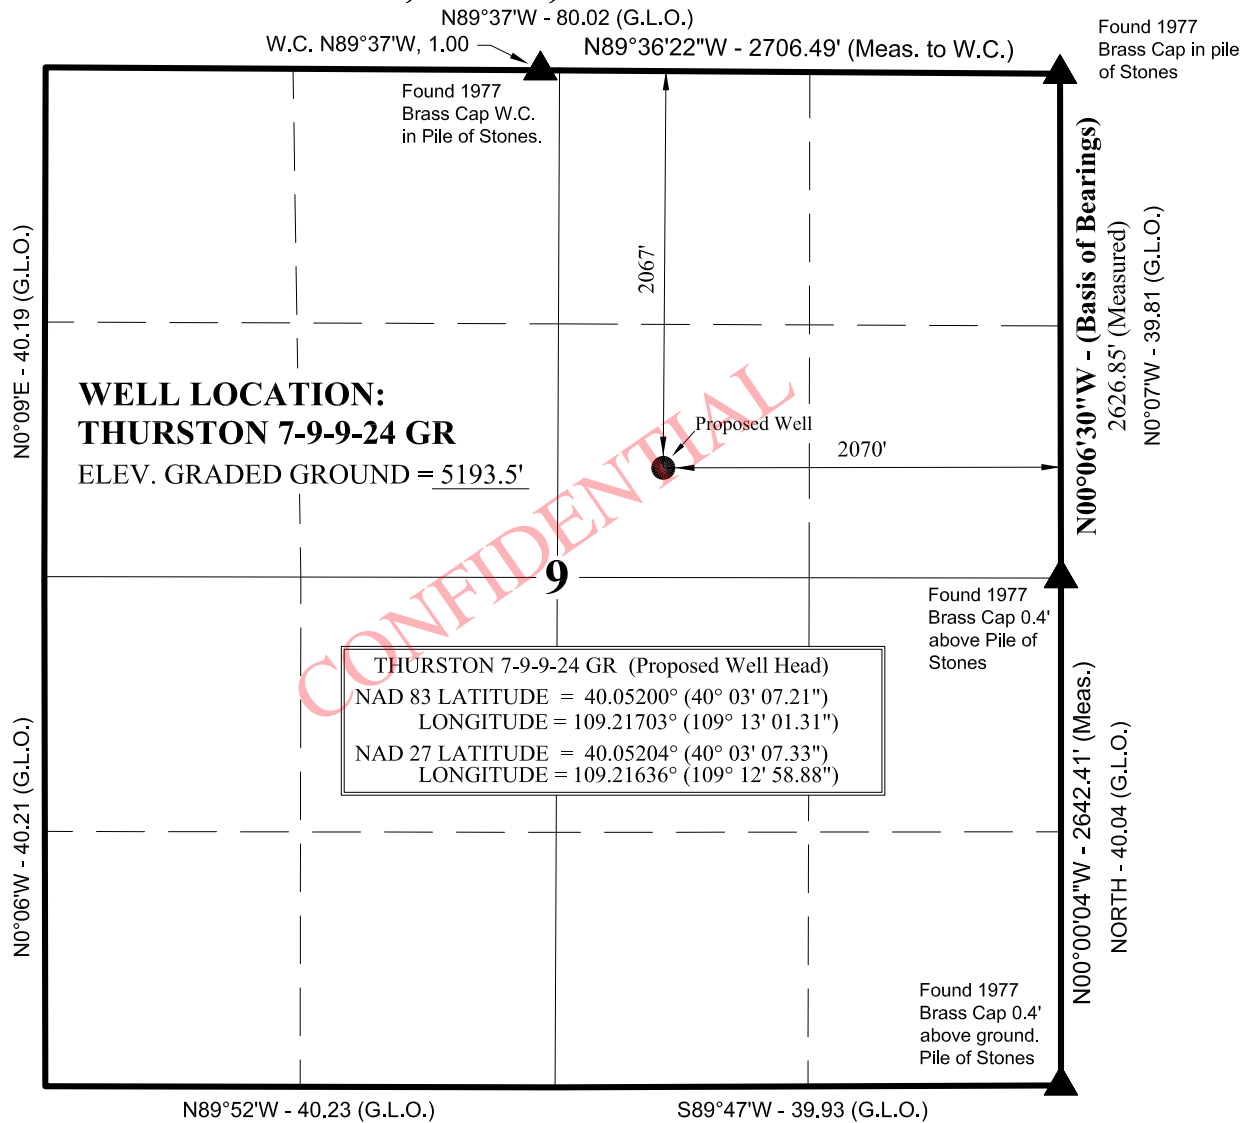 N89°37'W - 80.02 (G.L.O.)
W.C. N89°37'W, 1.00
N89°36'22"W - 2706.49' (Meas. to W.C.)
Found 1977
Brass Cap in pile
of Stones
Found 1977
Brass Cap W.C.
in Pile of Stones.
N0°09'E - 40.19 (G.L.O.)
2067'
N00°06'30"W - (Basis of Bearings)
2626.85' (Measured)
N0°07'W - 39.81 (G.L.O.)
WELL LOCATION:
THURSTON 7-9-9-24 GR
ELEV. GRADED GROUND = 5193.5'
Proposed Well
2070'
CONFIDENTIAL
9
Found 1977
Brass Cap 0.4'
above Pile of
Stones
THURSTON 7-9-9-24 GR (Proposed Well Head)
NAD 83 LATITUDE = 40.05200° (40° 03' 07.21")
LONGITUDE = 109.21703° (109° 13' 01.31")
NAD 27 LATITUDE = 40.05204° (40° 03' 07.33")
LONGITUDE = 109.21636° (109° 12' 58.88")
N0°06'W - 40.21 (G.L.O.)
N00°00'04"W - 2642.41' (Meas.)
NORTH - 40.04 (G.L.O.)
Found 1977
Brass Cap 0.4'
above ground.
Pile of Stones
N89°52'W - 40.23 (G.L.O.)
S89°47'W - 39.93 (G.L.O.)